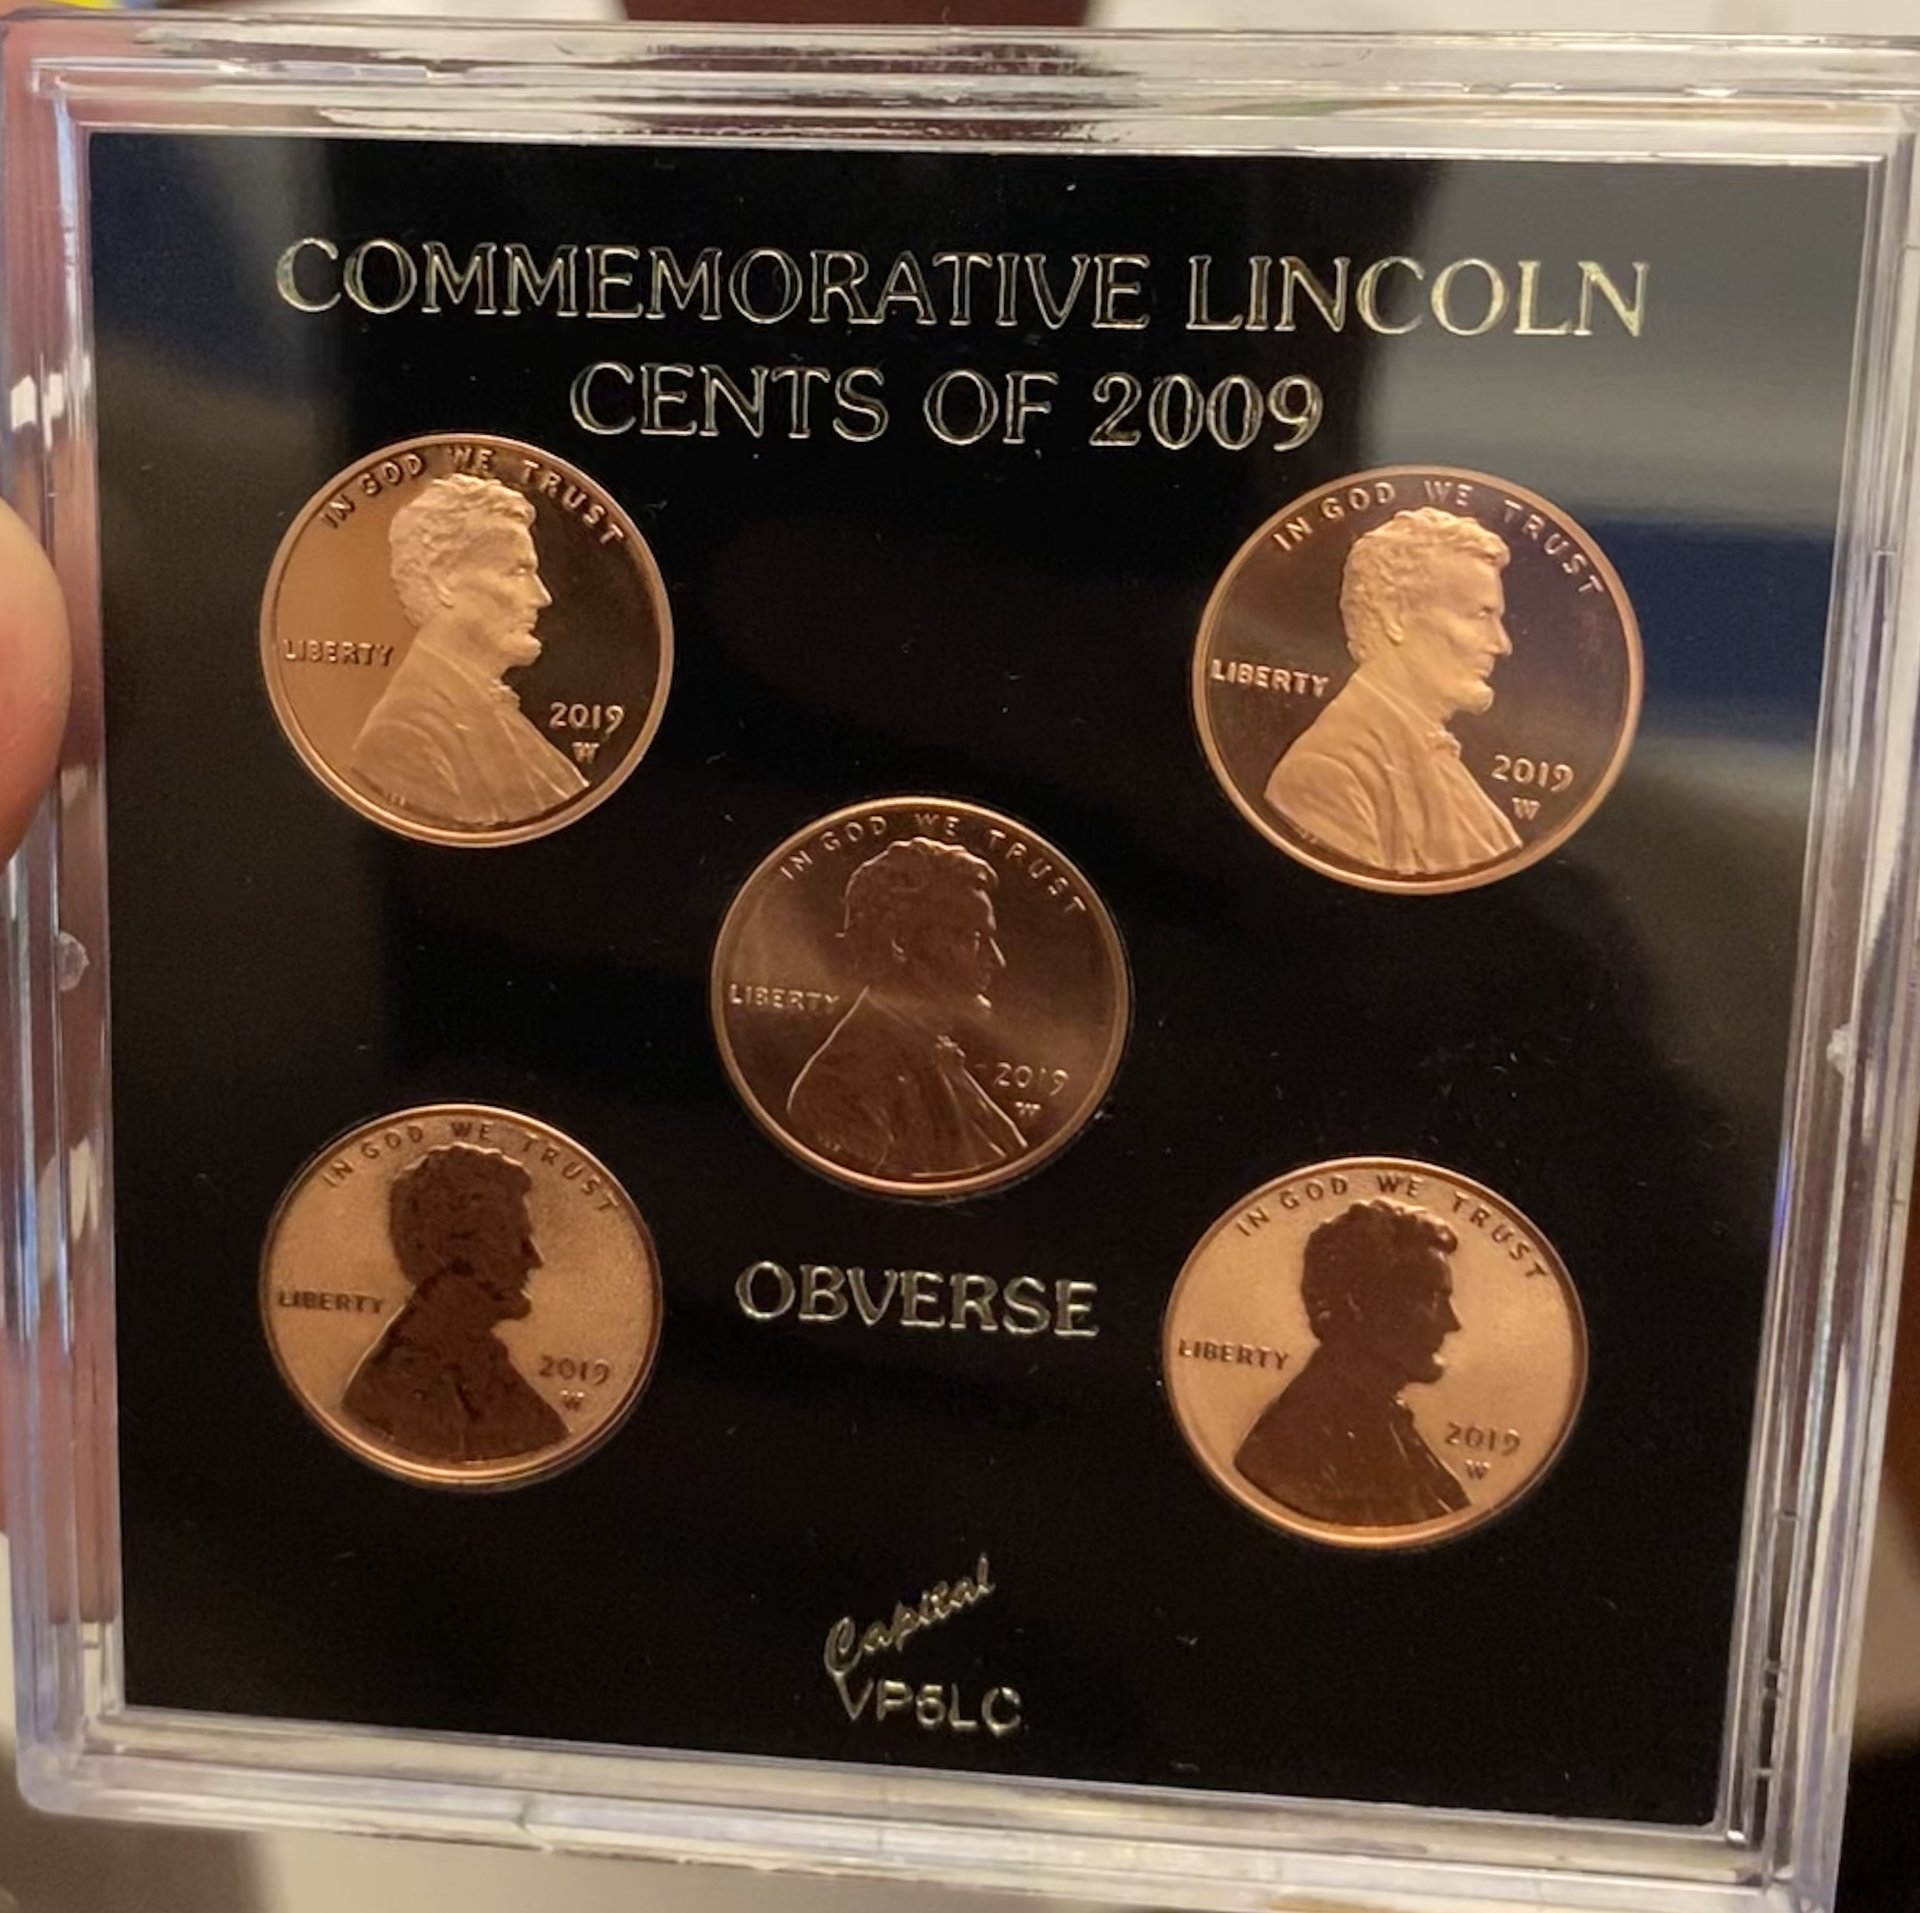 COMMEMORATIVE LINCOLN
CENTS OF 2009
IN GOD WE TRUST
LIBERTY
2019
W
IN GOD WE TRUST
LIBERTY
2019
W
IN GOD WE TRUST
LIBERTY
2019
W
IN GOD WE TRUST
LIBERTY
2019
W
OBVERSE
IN GOD WE TRUST
LIBERTY
2019
W
Capital
VP5LC